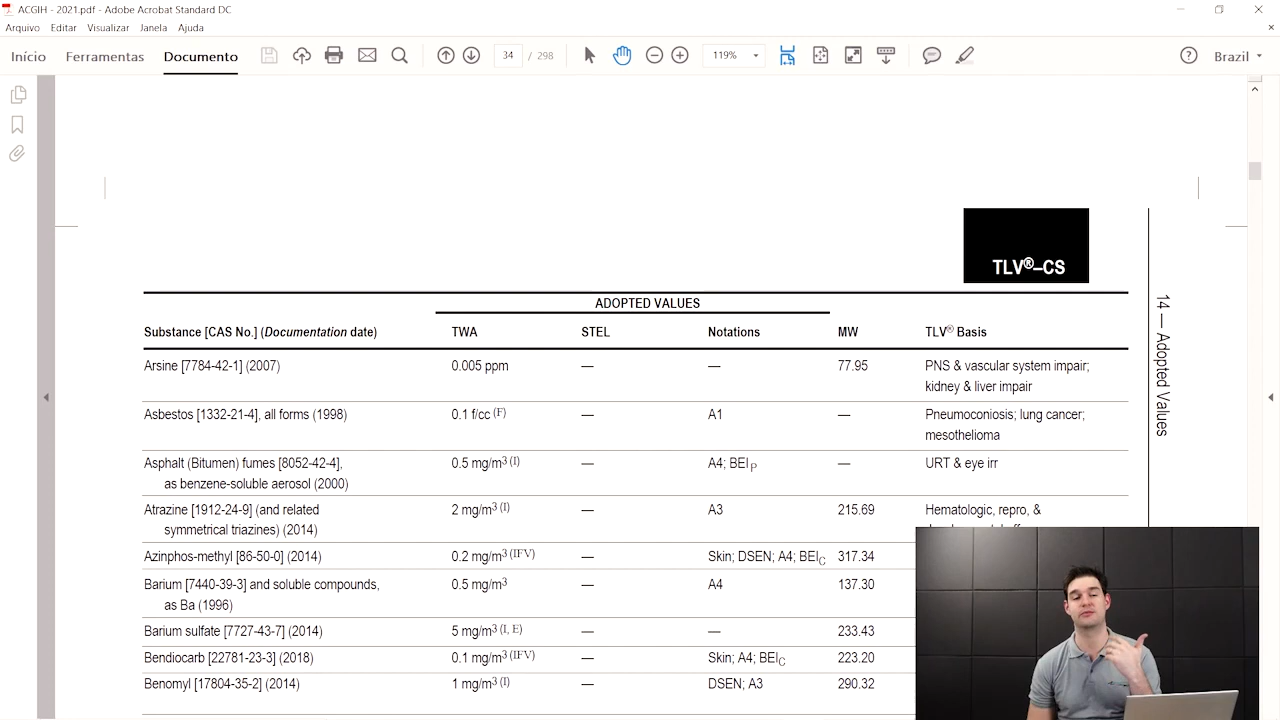 ACGIH - 2021.pdf - Adobe Acrobat Standard DC
Arquivo Editar Visualizar Janela Ajuda
Início Ferramentas Documento 34 / 298 119% Brazil
TLV®–CS
14 — Adopted Values
ADOPTED VALUES
Substance [CAS No.] (Documentation date) TWA STEL Notations MW TLV® Basis
Arsine [7784-42-1] (2007) 0.005 ppm — — 77.95 PNS & vascular system impair;
kidney & liver impair
Asbestos [1332-21-4], all forms (1998) 0.1 f/cc (F) — A1 — Pneumoconiosis; lung cancer;
mesothelioma
Asphalt (Bitumen) fumes [8052-42-4], 0.5 mg/m3 (I) — A4; BEIP — URT & eye irr
as benzene-soluble aerosol (2000)
Atrazine [1912-24-9] (and related 2 mg/m3 (I) — A3 215.69 Hematologic, repro, &
symmetrical triazines) (2014)
Azinphos-methyl [86-50-0] (2014) 0.2 mg/m3 (IFV) — Skin; DSEN; A4; BEIC 317.34
Barium [7440-39-3] and soluble compounds, 0.5 mg/m3 — A4 137.30
as Ba (1996)
Barium sulfate [7727-43-7] (2014) 5 mg/m3 (I, E) — — 233.43
Bendiocarb [22781-23-3] (2018) 0.1 mg/m3 (IFV) — Skin; A4; BEIC 223.20
Benomyl [17804-35-2] (2014) 1 mg/m3 (I) — DSEN; A3 290.32